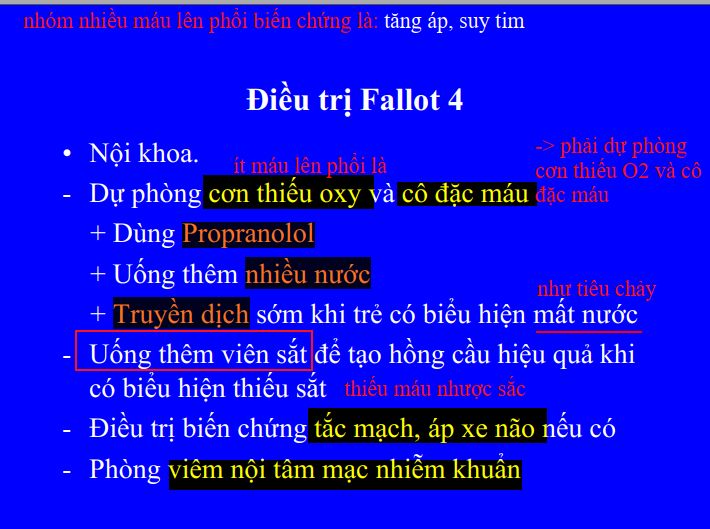 nhóm nhiều máu lên phổi biến chứng là: tăng áp, suy tim
Điều trị Fallot 4
• Nội khoa.
ít máu lên phổi là
-> phải dự phòng
cơn thiếu O2 và cô
đặc máu
- Dự phòng cơn thiếu oxy và cô đặc máu
+ Dùng Propranolol
+ Uống thêm nhiều nước
như tiêu chảy
+ Truyền dịch sớm khi trẻ có biểu hiện mất nước
- Uống thêm viên sắt để tạo hồng cầu hiệu quả khi
có biểu hiện thiếu sắt thiếu máu nhược sắc
- Điều trị biến chứng tắc mạch, áp xe não nếu có
- Phòng viêm nội tâm mạc nhiễm khuẩn